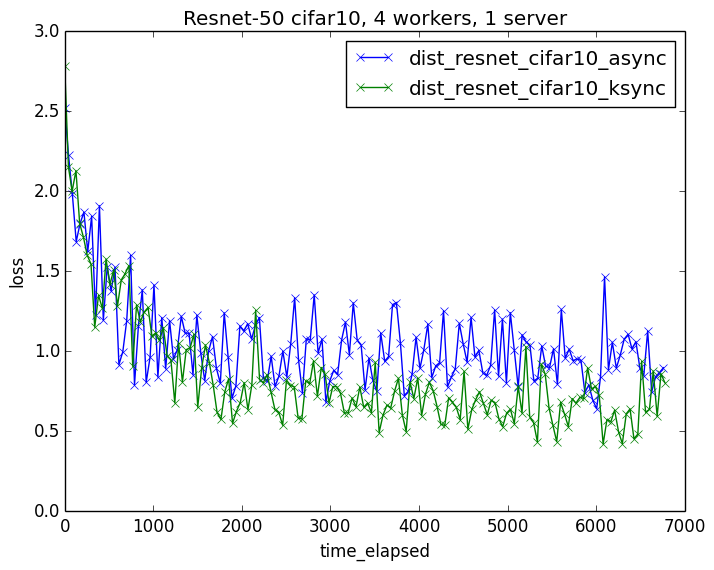 Resnet-50 cifar10, 4 workers, 1 server
dist_resnet_cifar10_async
dist_resnet_cifar10_ksync
loss
3.0
2.5
2.0
1.5
1.0
0.5
0.0
0 1000 2000 3000 4000 5000 6000 7000
time_elapsed